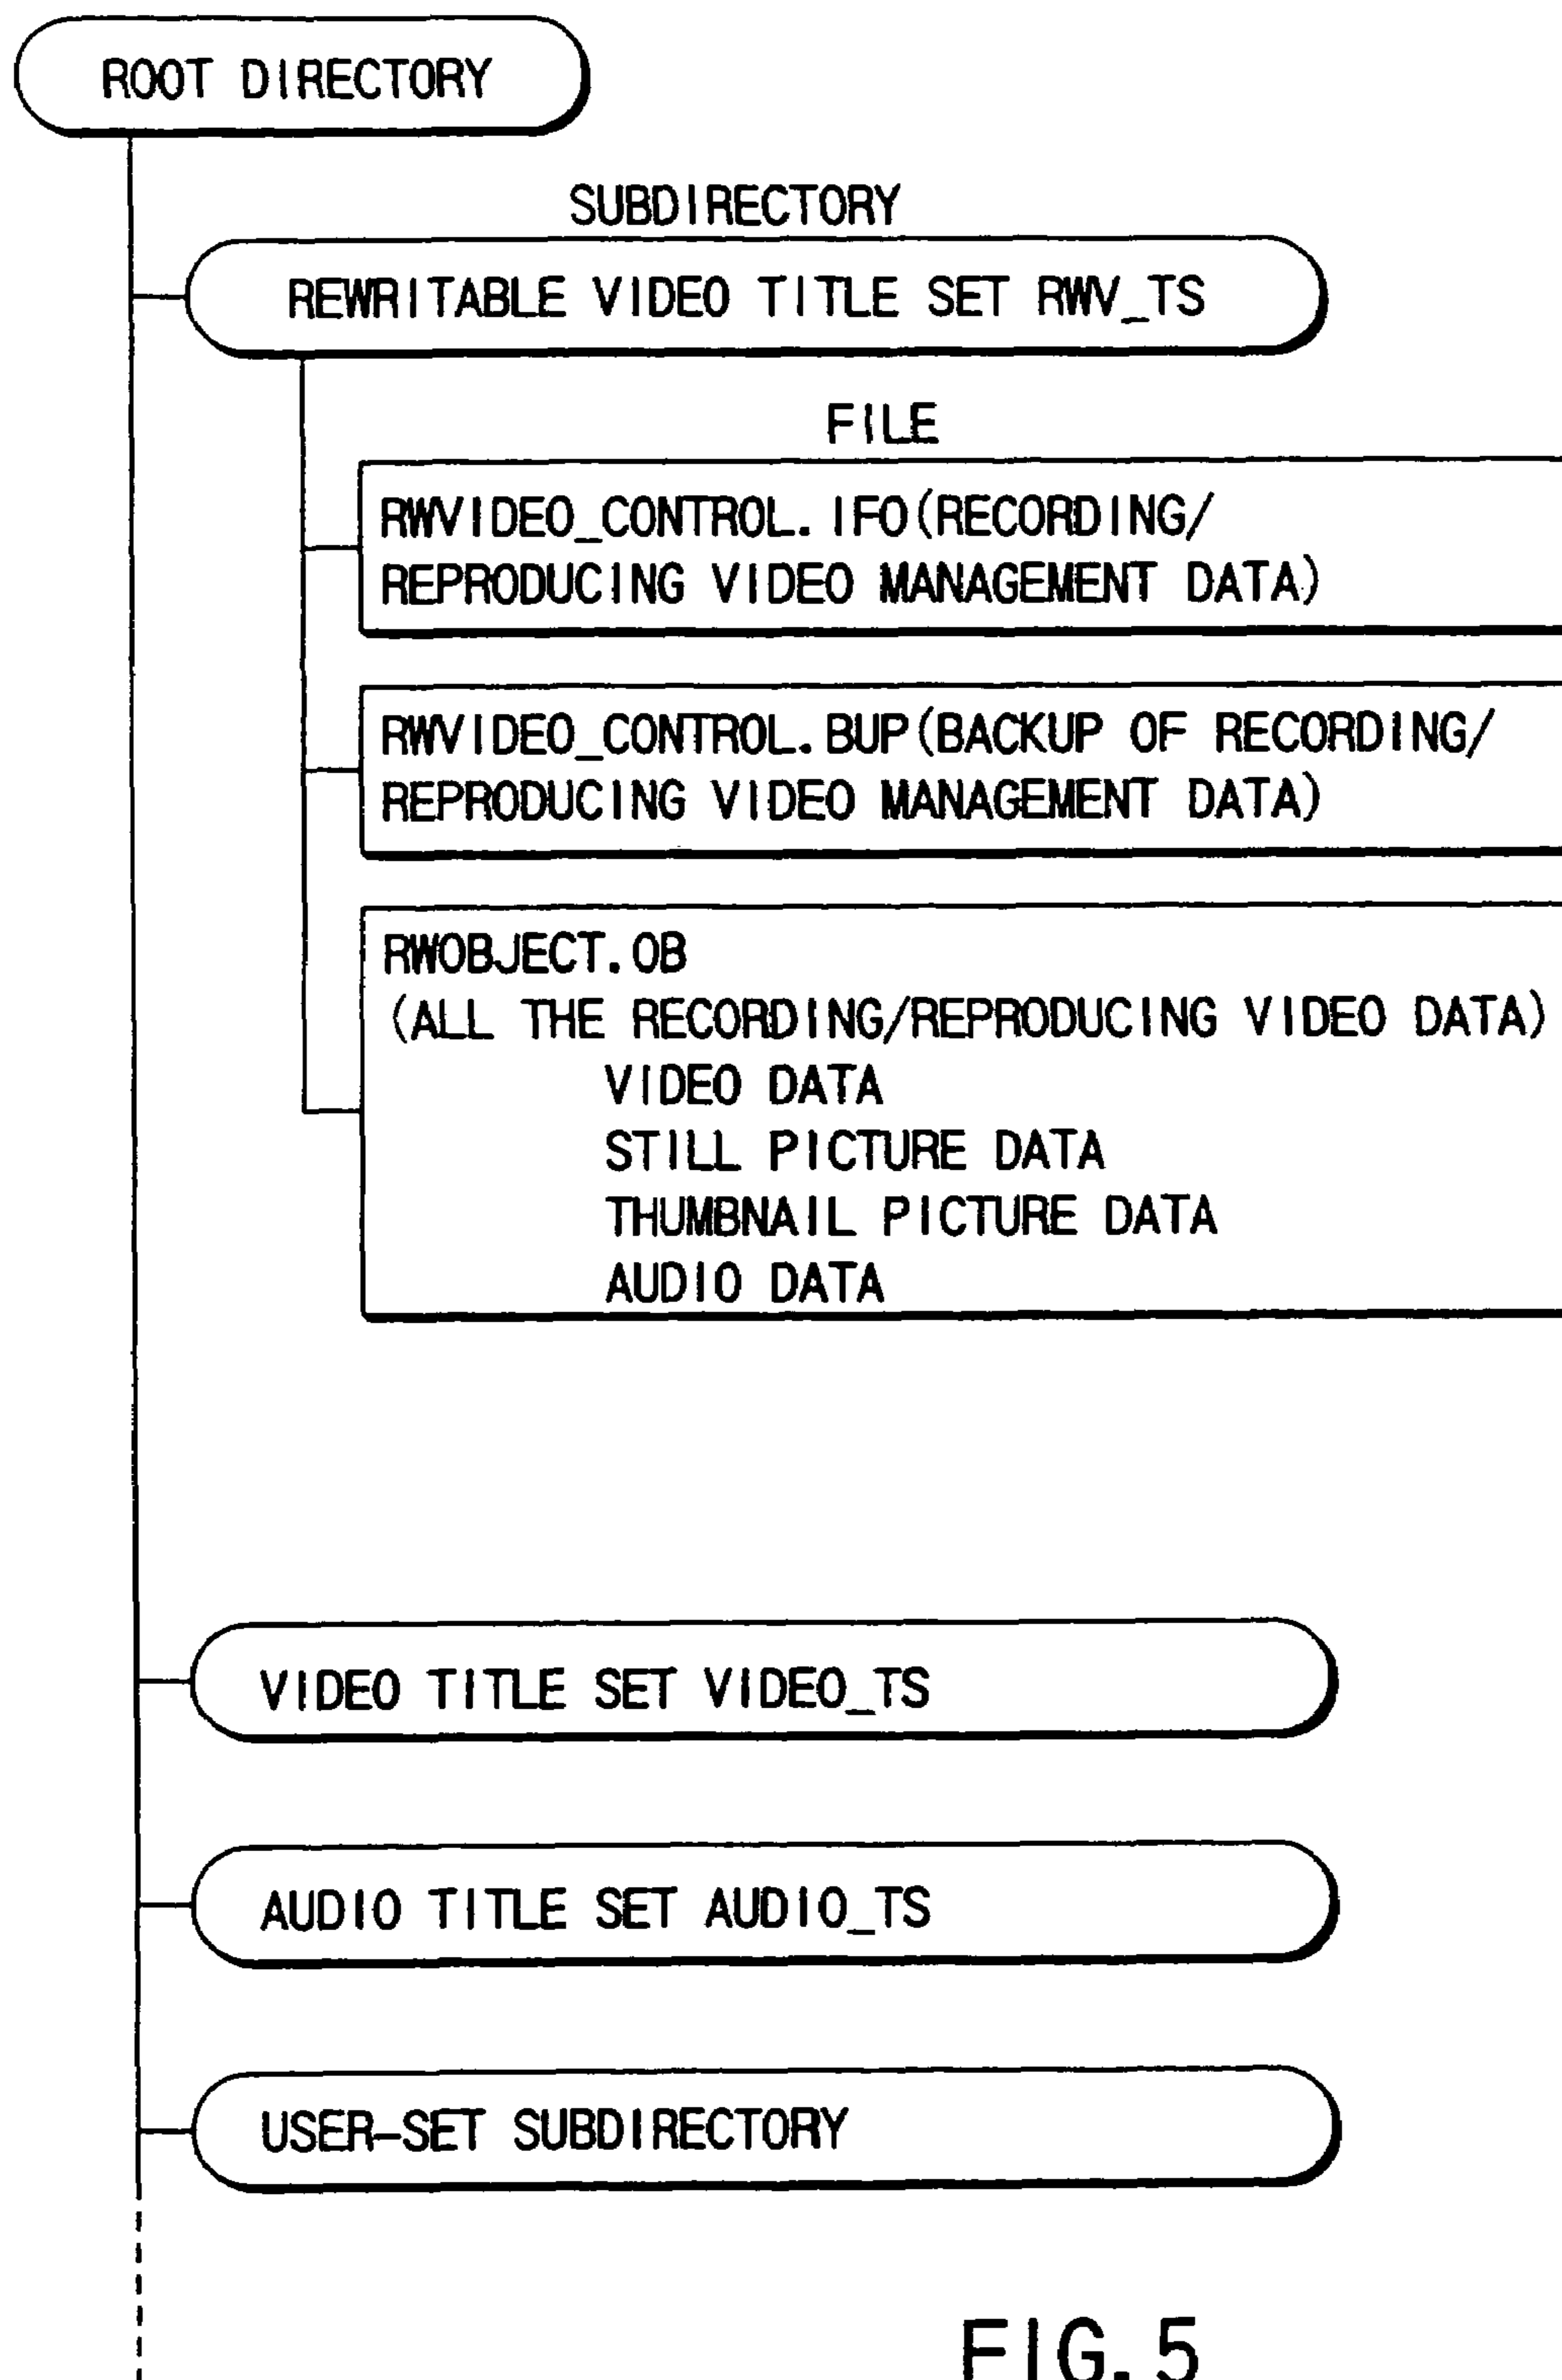 ROOT DIRECTORY
SUBDIRECTORY
REWRITABLE VIDEO TITLE SET RWV_TS
FILE
RWVIDEO_CONTROL.IFO(RECORDING/
REPRODUCING VIDEO MANAGEMENT DATA)
RWVIDEO_CONTROL.BUP(BACKUP OF RECORDING/
REPRODUCING VIDEO MANAGEMENT DATA)
RWOBJECT.OB
(ALL THE RECORDING/REPRODUCING VIDEO DATA)
VIDEO DATA
STILL PICTURE DATA
THUMBNAIL PICTURE DATA
AUDIO DATA
VIDEO TITLE SET VIDEO_TS
AUDIO TITLE SET AUDIO_TS
USER-SET SUBDIRECTORY
FIG.5